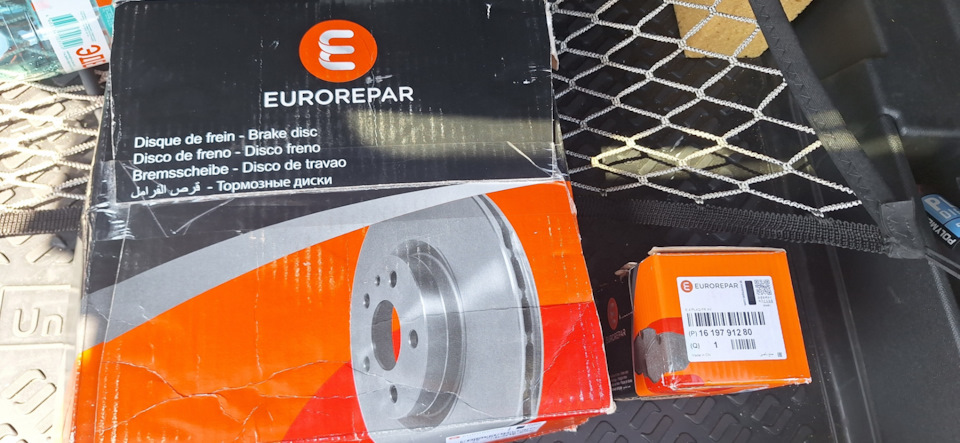 EUROREPAR
Disque de frein - Brake disc
Disco de freno - Disco freno
Bremsscheibe - Disco de travao
قرص الفرامل - Тормозные диски
EUROREPAR
(P) 16 197 912 80
(Q) 1